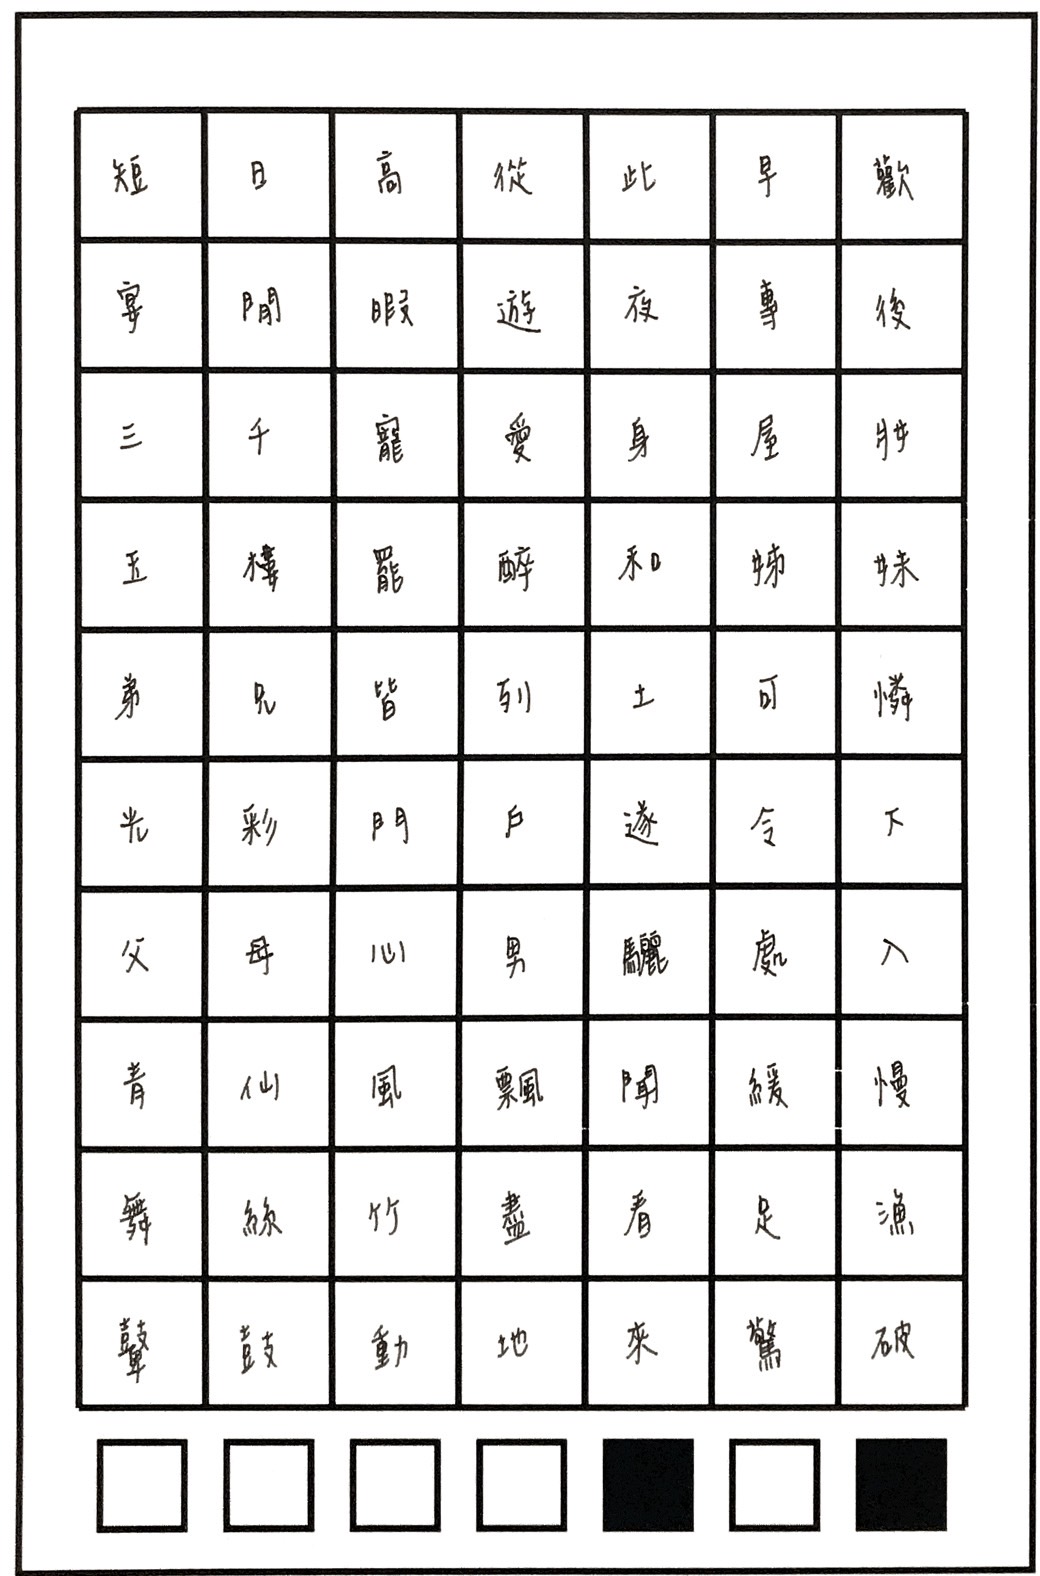 短日高從此早歡
宴閒暇遊夜專後
三千寵愛身屋妝
玉樓罷醉和姊妹
弟兄皆列土可憐
光彩門戶遂令不
父母心男驪處入
青仙風飄聞緩慢
舞絲竹盡看足漁
鼙鼓動地來驚破